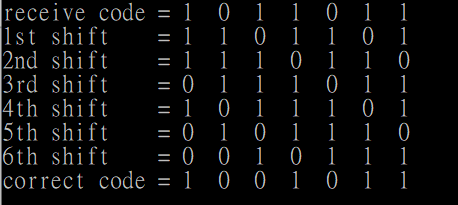 receive code = 1 0 1 1 0 1 1
1st shift = 1 1 0 1 1 0 1
2nd shift = 1 1 1 0 1 1 0
3rd shift = 0 1 1 1 0 1 1
4th shift = 1 0 1 1 1 0 1
5th shift = 0 1 0 1 1 1 0
6th shift = 0 0 1 0 1 1 1
correct code = 1 0 0 1 0 1 1